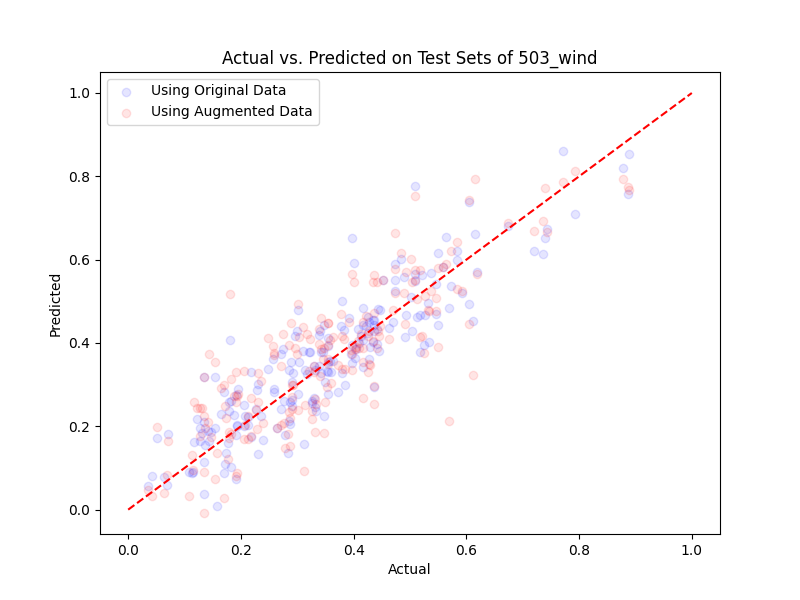 Actual vs. Predicted on Test Sets of 503_wind
Using Original Data
Using Augmented Data
1.0
0.8
0.6
0.4
0.2
0.0
Predicted
0.0 0.2 0.4 0.6 0.8 1.0
Actual